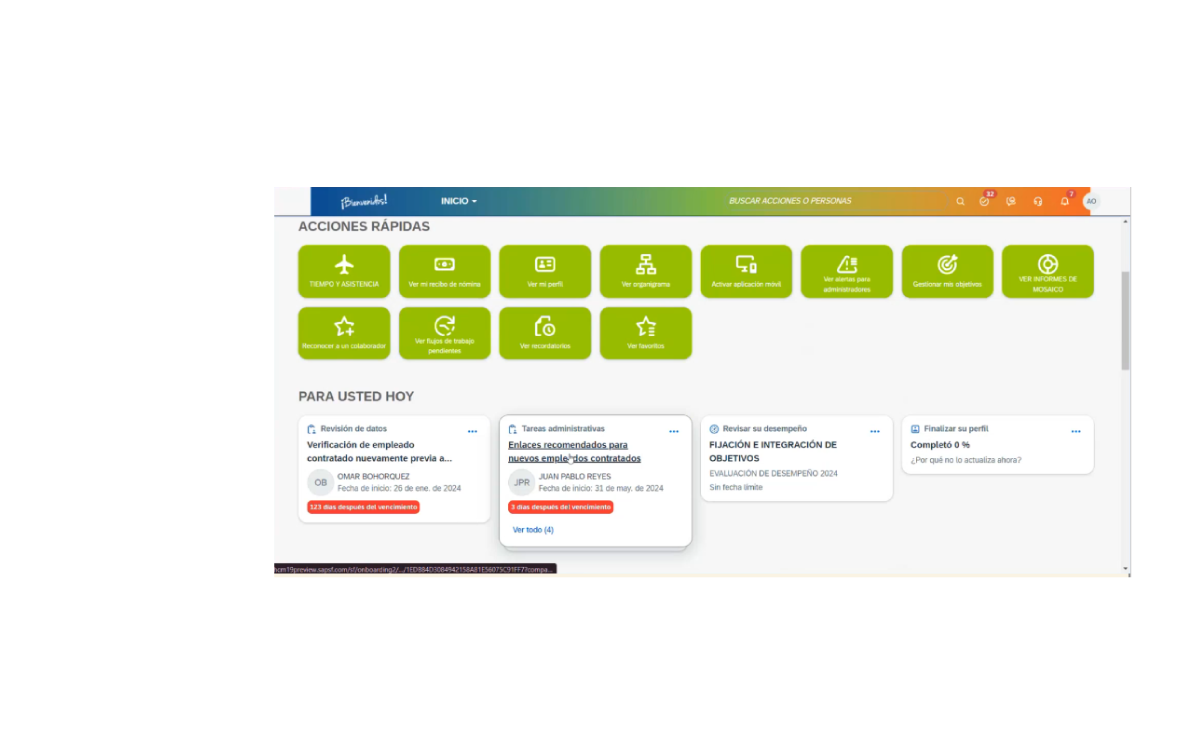 ¡Bienvenidos!
INICIO
BUSCAR ACCIONES O PERSONAS
32
7
AO
ACCIONES RÁPIDAS
TIEMPO Y ASISTENCIA
Ver mi recibo de nómina
Ver mi perfil
Ver organigrama
Activar aplicación móvil
Ver alertas para
administradores
Gestionar mis objetivos
VER INFORMES DE
MOSAICO
Reconocer a un colaborador
Ver flujos de trabajo
pendientes
Ver recordatorios
Ver favoritos
PARA USTED HOY
Revisión de datos
Verificación de empleado
contratado nuevamente previa a...
OB
OMAR BOHORQUEZ
Fecha de inicio: 26 de ene. de 2024
123 días después del vencimiento
Tareas administrativas
Enlaces recomendados para
nuevos empleados contratados
JPR
JUAN PABLO REYES
Fecha de inicio: 31 de may. de 2024
3 días después del vencimiento
Ver todo (4)
Revisar su desempeño
FIJACIÓN E INTEGRACIÓN DE
OBJETIVOS
EVALUACIÓN DE DESEMPEÑO 2024
Sin fecha límite
Finalizar su perfil
Completó 0 %
¿Por qué no lo actualiza ahora?